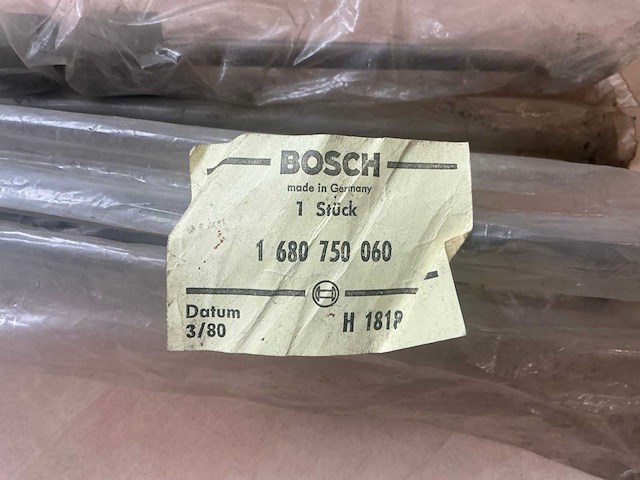 BOSCH
made in Germany
1 Stück
1 680 750 060
Datum
3/80
H 1818